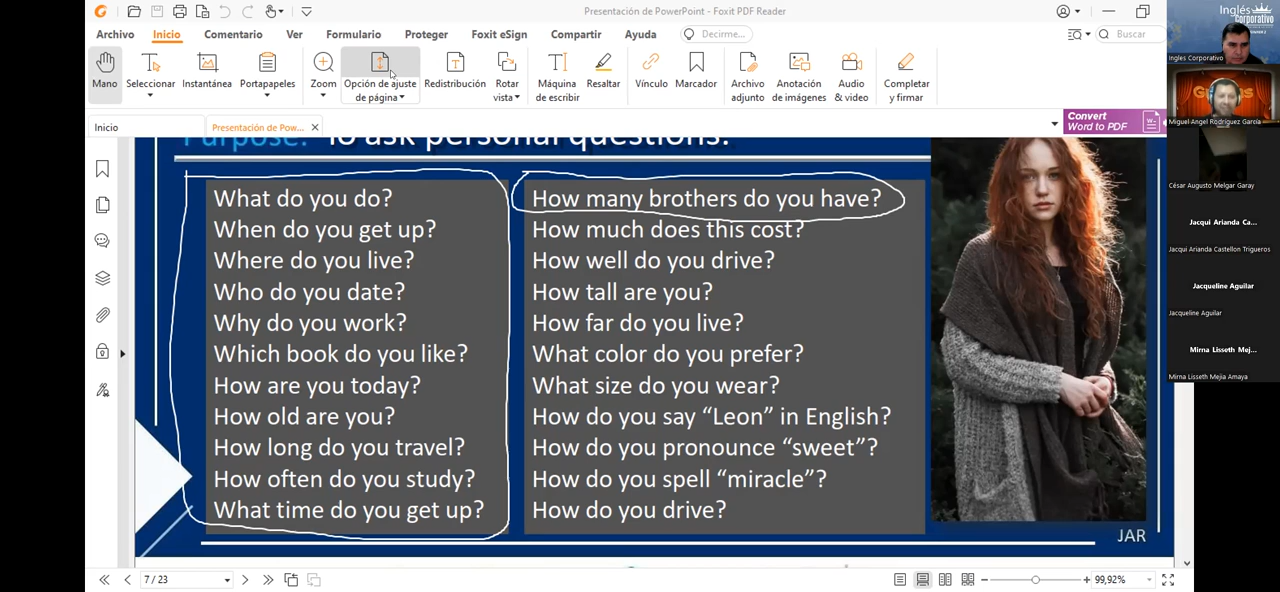 Presentación de PowerPoint - Foxit PDF Reader
Archivo Inicio Comentario Ver Formulario Proteger Foxit eSign Compartir Ayuda Decirme... Buscar
Mano Seleccionar Instantánea Portapapeles Zoom Opción de ajuste de página Redistribución Rotar vista Máquina de escribir Resaltar Vínculo Marcador Archivo adjunto Anotación de imágenes Audio & video Completar y firmar
Inicio Presentación de Pow...
Convert
Word to PDF
Purpose: To ask personal questions.
What do you do?
When do you get up?
Where do you live?
Who do you date?
Why do you work?
Which book do you like?
How are you today?
How old are you?
How long do you travel?
How often do you study?
What time do you get up?
How many brothers do you have?
How much does this cost?
How well do you drive?
How tall are you?
How far do you live?
What color do you prefer?
What size do you wear?
How do you say “Leon” in English?
How do you pronounce “sweet”?
How do you spell “miracle”?
How do you drive?
JAR
7 / 23
99,92%
Inglés
Corporativo
Ingles Corporativo
Miguel Angel Rodríguez García
César Augusto Melgar Garay
Jacqui Arianda Ca...
Jacqui Arianda Castellon Trigueros
Jacqueline Aguilar
Jacqueline Aguilar
Mirna Lisseth Mej...
Mirna Lisseth Mejia Amaya